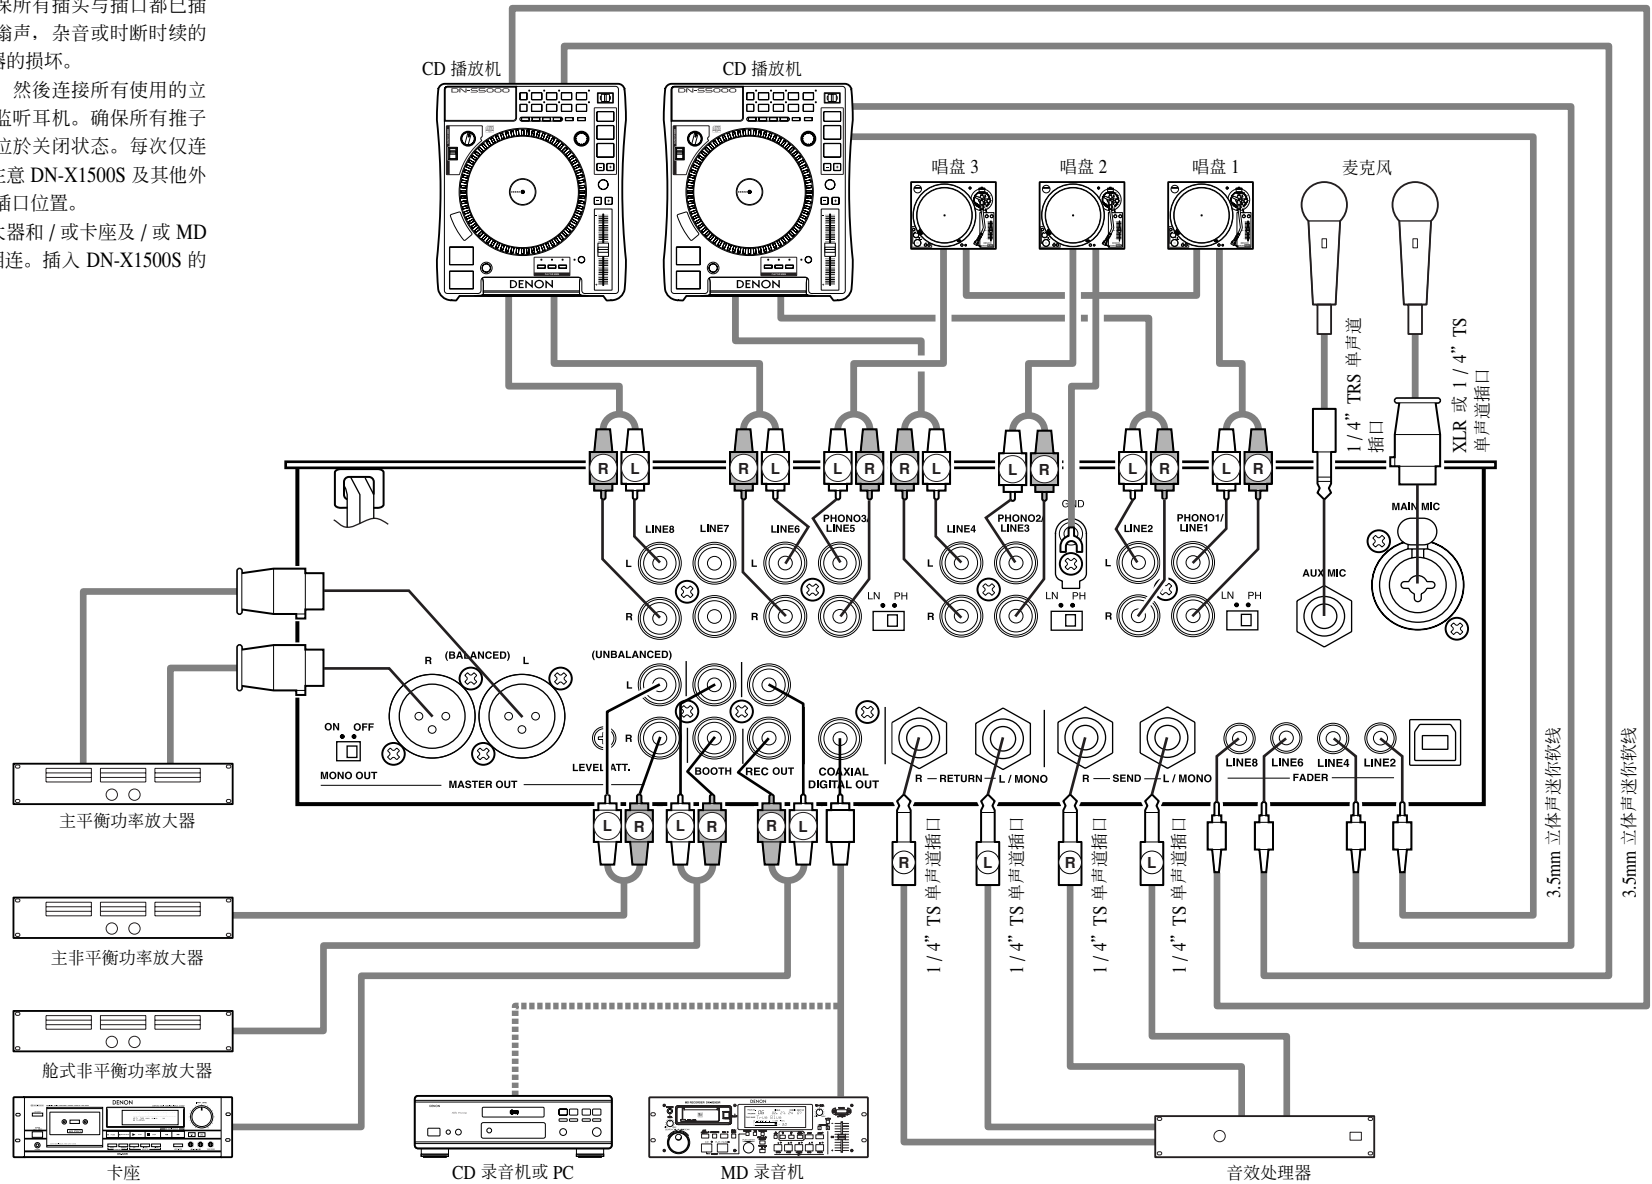 保所有插头与插口都已插
嗡声，杂音或时断时续的
器的损坏。
然後连接所有使用的立
监听耳机。确保所有推子
位於关闭状态。每次仅连
注意 DN-X1500S 及其他外
插口位置。
大器和 / 或卡座及 / 或 MD
相连。插入 DN-X1500S 的
CD 播放机
CD 播放机
DN-S5000
DN-S5000
DENON
DENON
唱盘 3
唱盘 2
唱盘 1
麦克风
1 / 4” TRS 单声道
插口
XLR 或 1 / 4” TS
单声道插口
R
L
R
L
L
R
R
L
L
R
L
R
L
R
LINE8
LINE7
LINE6
PHONO3/
LINE5
LINE4
PHONO2/
LINE3
GND
LINE2
PHONO1/
LINE1
MAIN MIC
AUX MIC
L
L
L
R
R
R
LN PH
LN PH
LN PH
R
(BALANCED)
L
(UNBALANCED)
L
R
ON OFF
MONO OUT
MASTER OUT
LEVEL ATT.
BOOTH
REC OUT
COAXIAL
DIGITAL OUT
R — RETURN — L / MONO
R — SEND — L / MONO
LINE8
LINE6
LINE4
LINE2
FADER
L
R
L
R
R
L
R
L
R
L
1 / 4” TS 单声道插口
1 / 4” TS 单声道插口
1 / 4” TS 单声道插口
1 / 4” TS 单声道插口
3.5mm 立体声迷你软线
3.5mm 立体声迷你软线
主平衡功率放大器
主非平衡功率放大器
舱式非平衡功率放大器
DENON
卡座
CD 录音机或 PC
DENON
MD 录音机
音效处理器